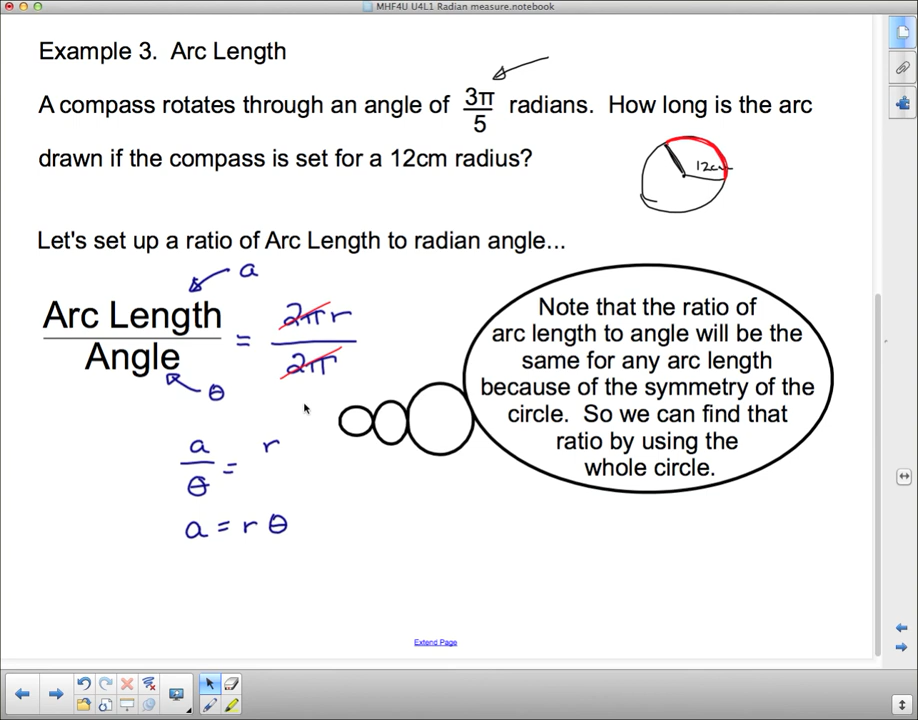 MHF4U U4L1 Radian measure.notebook
Example 3. Arc Length
A compass rotates through an angle of 3π/5 radians. How long is the arc
drawn if the compass is set for a 12cm radius?
12cm
Let's set up a ratio of Arc Length to radian angle...
a
Arc Length
Angle
=
2πr
2π
θ
a/θ = r
a = r θ
Note that the ratio of
arc length to angle will be the
same for any arc length
because of the symmetry of the
circle. So we can find that
ratio by using the
whole circle.
Extend Page